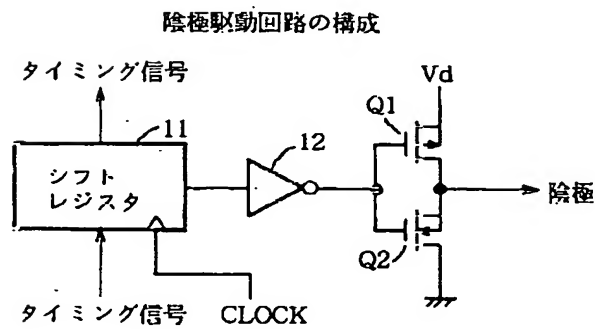 陰極駆動回路の構成
タイミング信号
Vd
Q1
11
12
シフト
レジスタ
陰極
Q2
タイミング信号
CLOCK